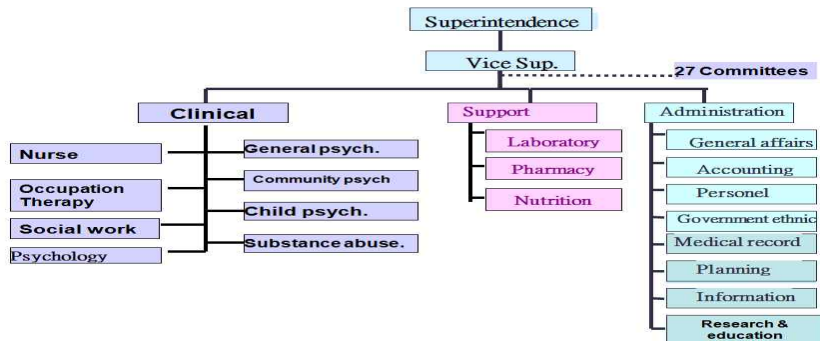 Superintendence
Vice Sup.
27 Committees
Clinical
Nurse
Occupation
Therapy
Social work
Psychology
General psych.
Community psych
Child psych.
Substance abuse.
Support
Laboratory
Pharmacy
Nutrition
Administration
General affairs
Accounting
Personel
Government ethnic
Medical record
Planning
Information
Research &
education